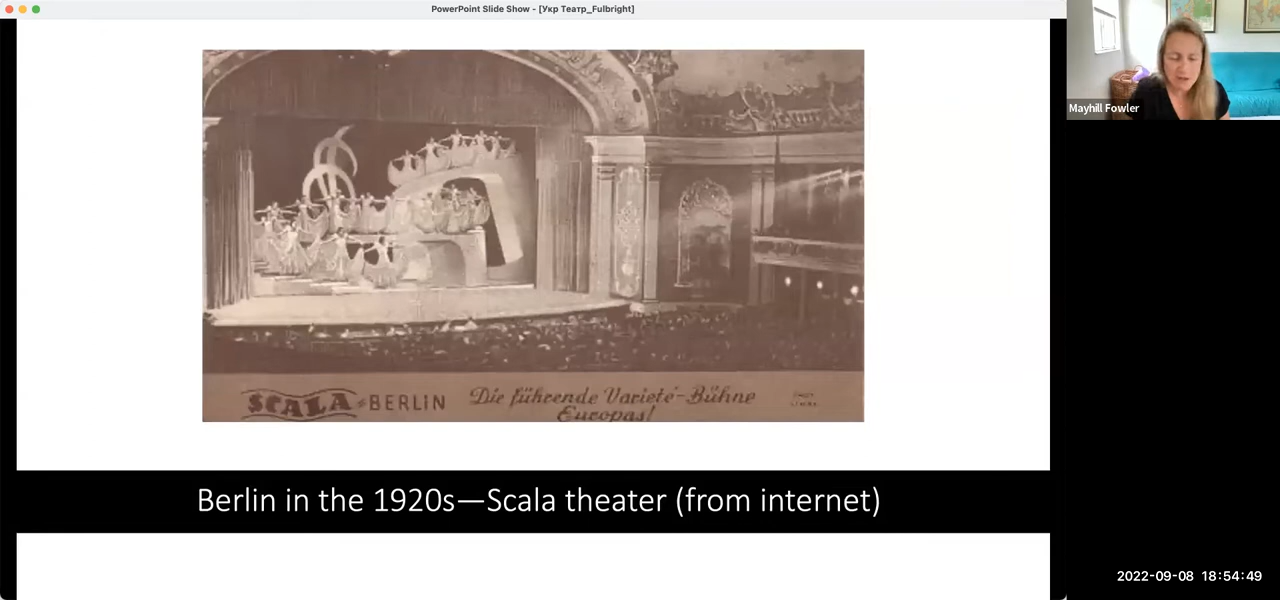 PowerPoint Slide Show - [Укр Театр_Fulbright]
Mayhill Fowler
SCALA BERLIN
Die führende Varieté-Bühne
Europas!
Berlin in the 1920s—Scala theater (from internet)
2022-09-08 18:54:49